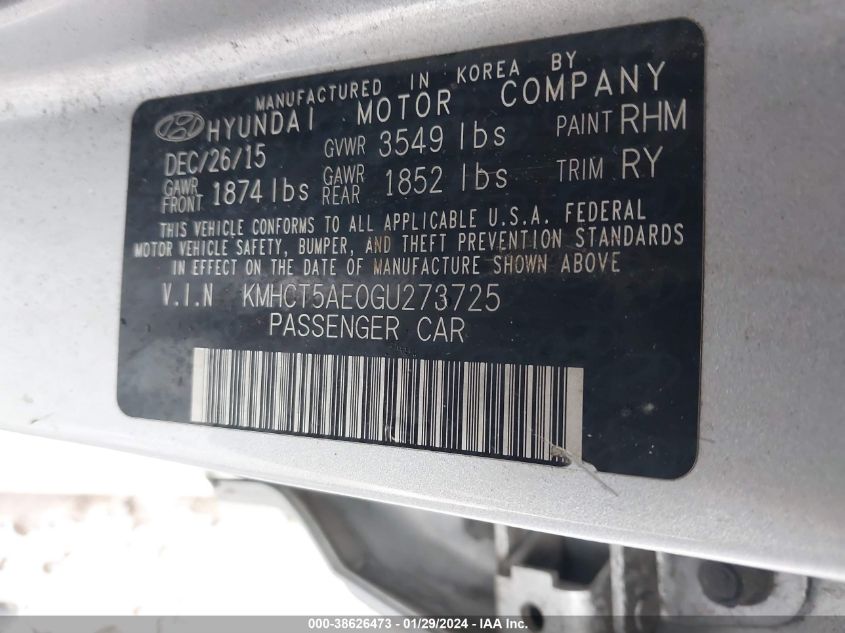 MANUFACTURED IN KOREA BY
HYUNDAI MOTOR COMPANY
DEC/26/15 GVWR 3549 lbs PAINT RHM
GAWR FRONT 1874 lbs GAWR REAR 1852 lbs TRIM RY
THIS VEHICLE CONFORMS TO ALL APPLICABLE U.S.A. FEDERAL
MOTOR VEHICLE SAFETY, BUMPER, AND THEFT PREVENTION STANDARDS
IN EFFECT ON THE DATE OF MANUFACTURE SHOWN ABOVE
V.I.N KMHCT5AE0GU273725
PASSENGER CAR
000-38626473 - 01/29/2024 - IAA Inc.